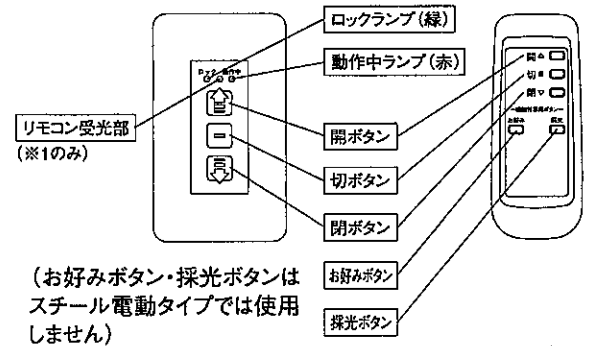 ロックランプ（緑）
動作中ランプ（赤）
ロック 動作中
リモコン受光部
（※1のみ）
開ボタン
切ボタン
閉ボタン
お好みボタン
採光ボタン
開
切
閉
お好み 採光
（お好みボタン・採光ボタンは
スチール電動タイプでは使用
しません）